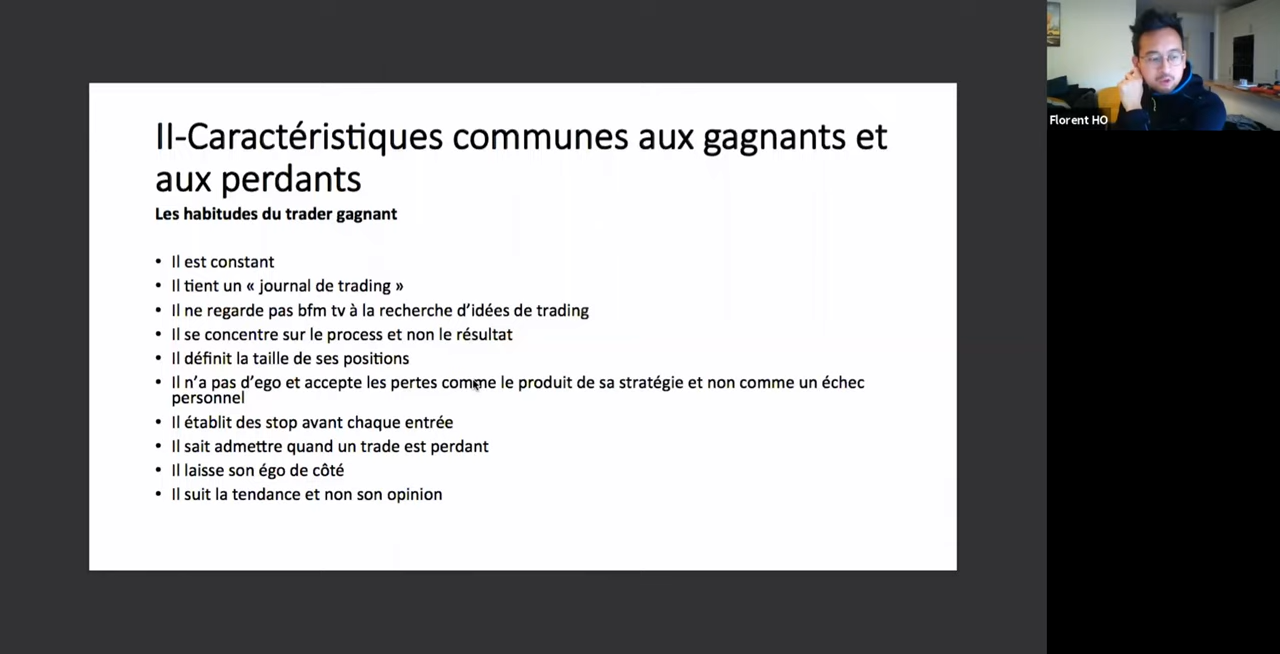 II-Caractéristiques communes aux gagnants et
aux perdants
Les habitudes du trader gagnant
• Il est constant
• Il tient un « journal de trading »
• Il ne regarde pas bfm tv à la recherche d’idées de trading
• Il se concentre sur le process et non le résultat
• Il définit la taille de ses positions
• Il n’a pas d’ego et accepte les pertes comme le produit de sa stratégie et non comme un échec
personnel
• Il établit des stop avant chaque entrée
• Il sait admettre quand un trade est perdant
• Il laisse son égo de côté
• Il suit la tendance et non son opinion
Florent HO